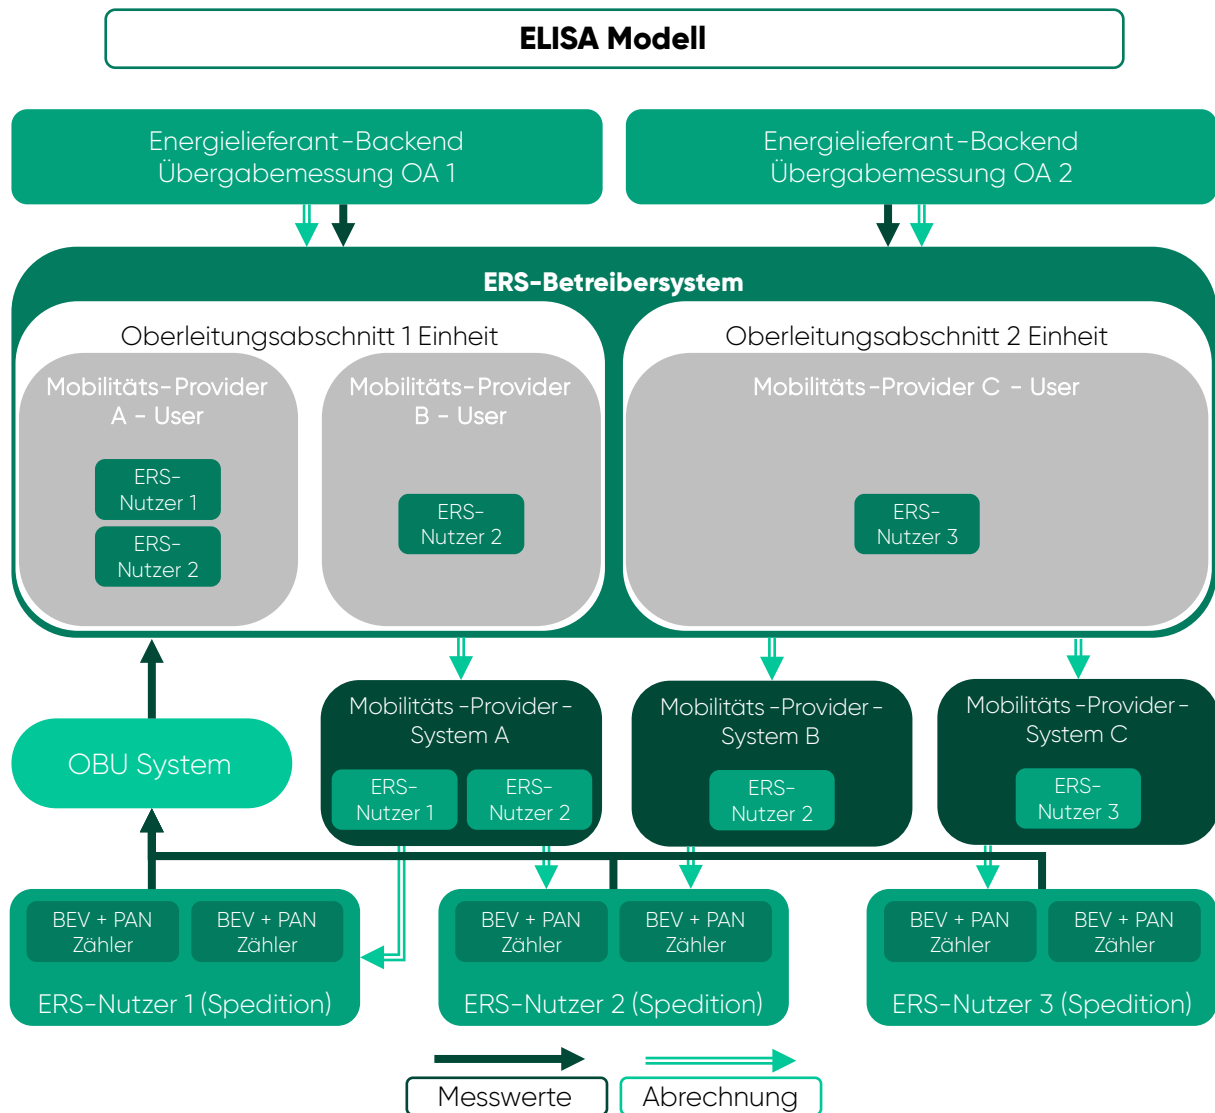 ELISA Modell
Energielieferant-Backend
Übergabemessung OA 1
Energielieferant-Backend
Übergabemessung OA 2
ERS-Betreibersystem
Oberleitungsabschnitt 1 Einheit
Oberleitungsabschnitt 2 Einheit
Mobilitäts-Provider
A - User
Mobilitäts-Provider
B - User
Mobilitäts-Provider C - User
ERS-
Nutzer 1
ERS-
Nutzer 2
ERS-
Nutzer 2
ERS-
Nutzer 3
OBU System
Mobilitäts-Provider-
System A
ERS-
Nutzer 1
ERS-
Nutzer 2
Mobilitäts-Provider-
System B
ERS-
Nutzer 2
Mobilitäts-Provider-
System C
ERS-
Nutzer 3
BEV + PAN
Zähler
BEV + PAN
Zähler
ERS-Nutzer 1 (Spedition)
BEV + PAN
Zähler
BEV + PAN
Zähler
ERS-Nutzer 2 (Spedition)
BEV + PAN
Zähler
BEV + PAN
Zähler
ERS-Nutzer 3 (Spedition)
Messwerte
Abrechnung